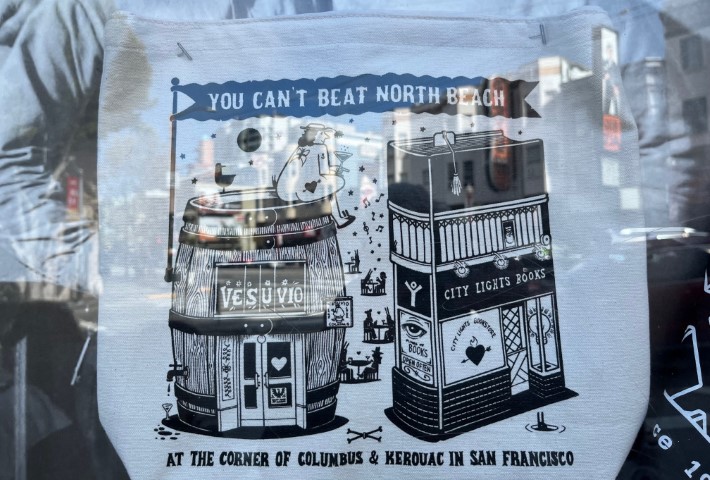 YOU CAN'T BEAT NORTH BEACH
VESUVIO
CITY LIGHTS BOOKS
CITY LIGHTS BOOKSTORE
BOOKS
AT THE CORNER OF COLUMBUS & KEROUAC IN SAN FRANCISCO